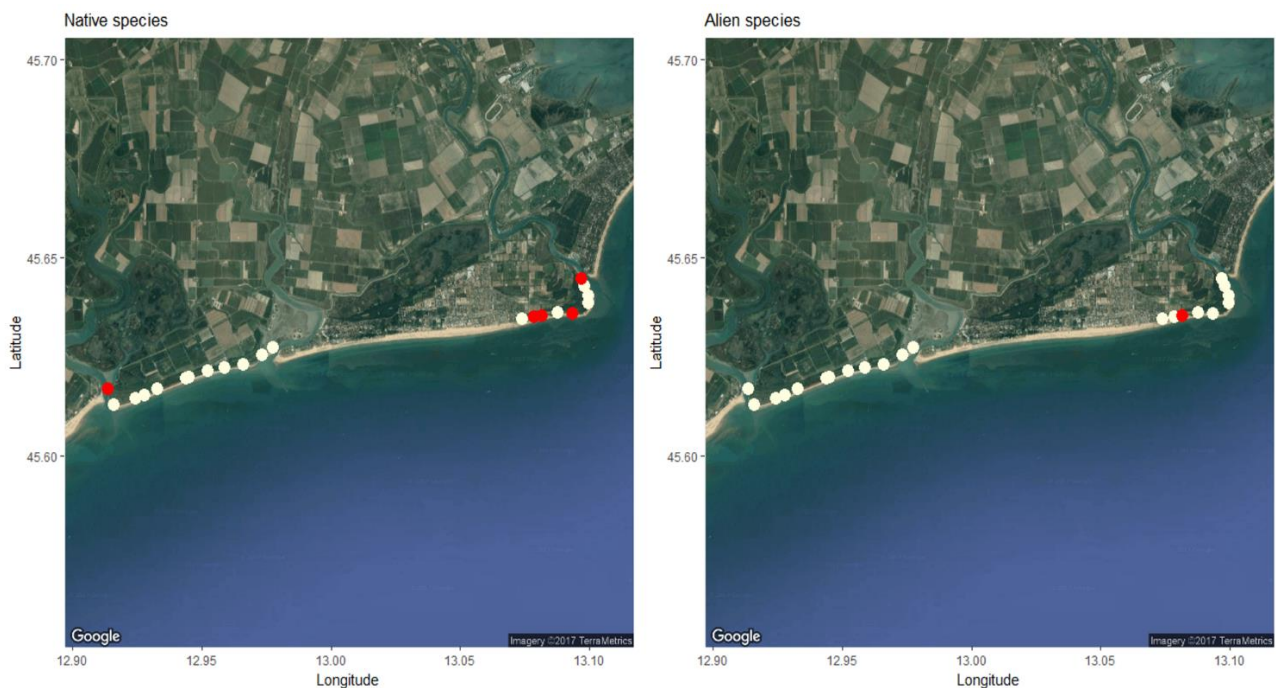 Native species
45.70
45.65
45.60
Latitude
12.90
12.95
13.00
13.05
13.10
Longitude
Google
Imagery ©2017 TerraMetrics
Alien species
45.70
45.65
45.60
Latitude
12.90
12.95
13.00
13.05
13.10
Longitude
Google
Imagery ©2017 TerraMetrics